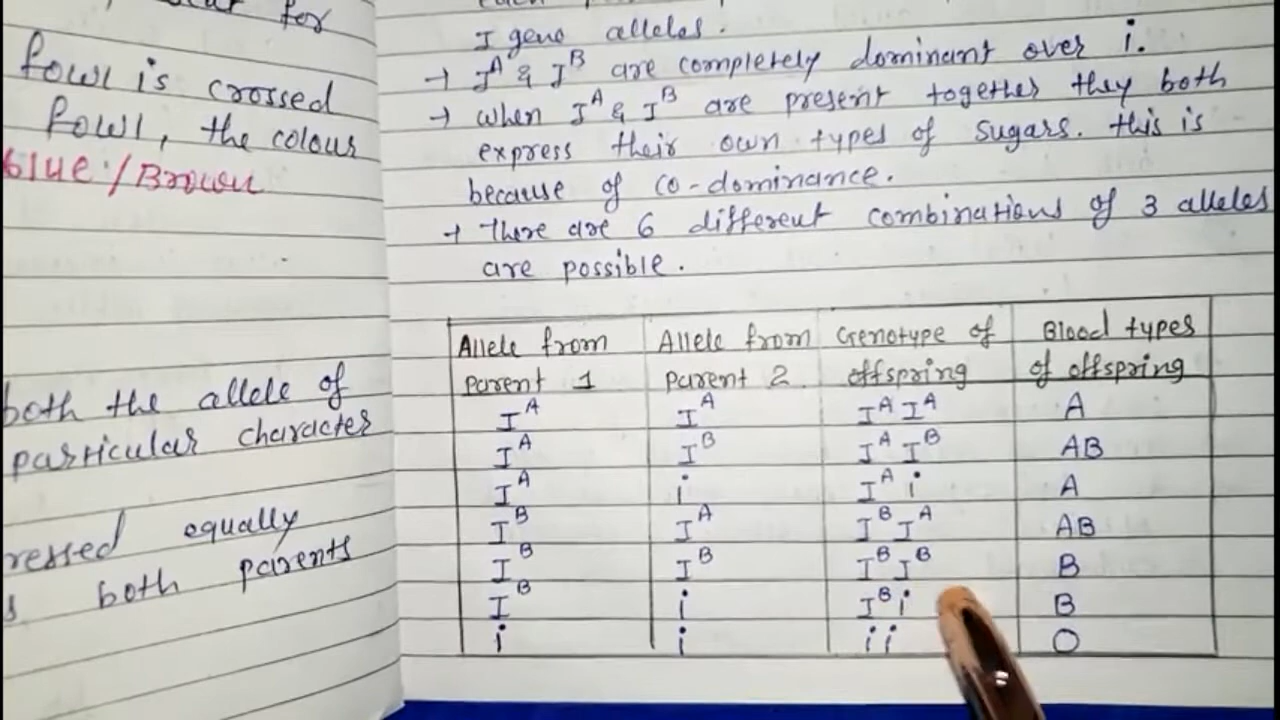 for
fowl is crossed
fowl, the colour
blue/Brown
both the allele of
particular character
equally
both parents
I gene alleles.
→ I^A & I^B are completely dominant over i.
→ when I^A & I^B are present together they both
express their own types of sugars. this is
because of co-dominance.
→ There are 6 different combinations of 3 alleles
are possible.
Allele from parent 1 | Allele from parent 2 | Genotype of offspring | Blood types of offspring
I^A | I^A | I^A I^A | A
I^A | I^B | I^A I^B | AB
I^A | i | I^A i | A
I^B | I^A | I^B I^A | AB
I^B | I^B | I^B I^B | B
I^B | i | I^B i | B
i | i | i i | O